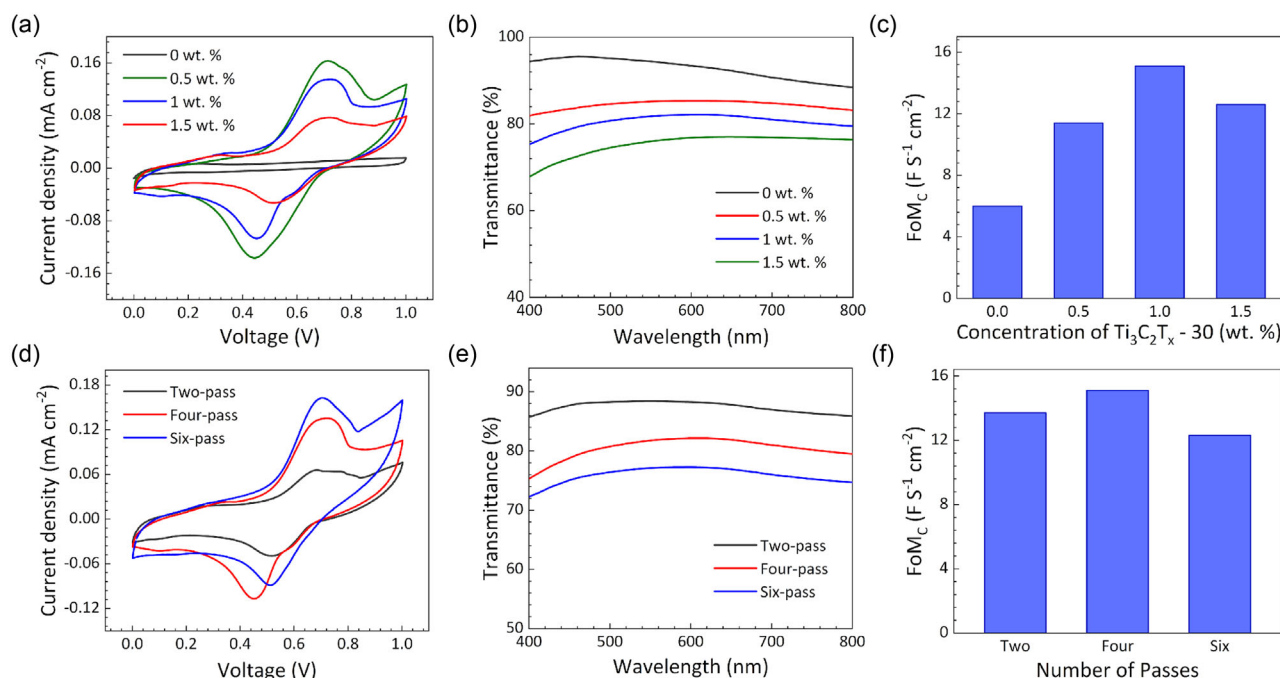 (a)
0 wt. %
0.5 wt. %
1 wt. %
1.5 wt. %
0.16
0.08
0.00
-0.08
-0.16
0.0 0.2 0.4 0.6 0.8 1.0
Current density (mA cm⁻²)
Voltage (V)
(b)
100
80
60
40
400 500 600 700 800
0 wt. %
0.5 wt. %
1 wt. %
1.5 wt. %
Transmittance (%)
Wavelength (nm)
(c)
16
12
8
4
0
0.0 0.5 1.0 1.5
FoM_C (F S⁻¹ cm⁻²)
Concentration of Ti₃C₂Tₓ - 30 (wt. %)
(d)
Two-pass
Four-pass
Six-pass
0.18
0.12
0.06
0.00
-0.06
-0.12
0.0 0.2 0.4 0.6 0.8 1.0
Current density (mA cm⁻²)
Voltage (V)
(e)
90
80
70
60
50
400 500 600 700 800
Two-pass
Four-pass
Six-pass
Transmittance (%)
Wavelength (nm)
(f)
16
12
8
4
0
Two Four Six
FoM_C (F S⁻¹ cm⁻²)
Number of Passes